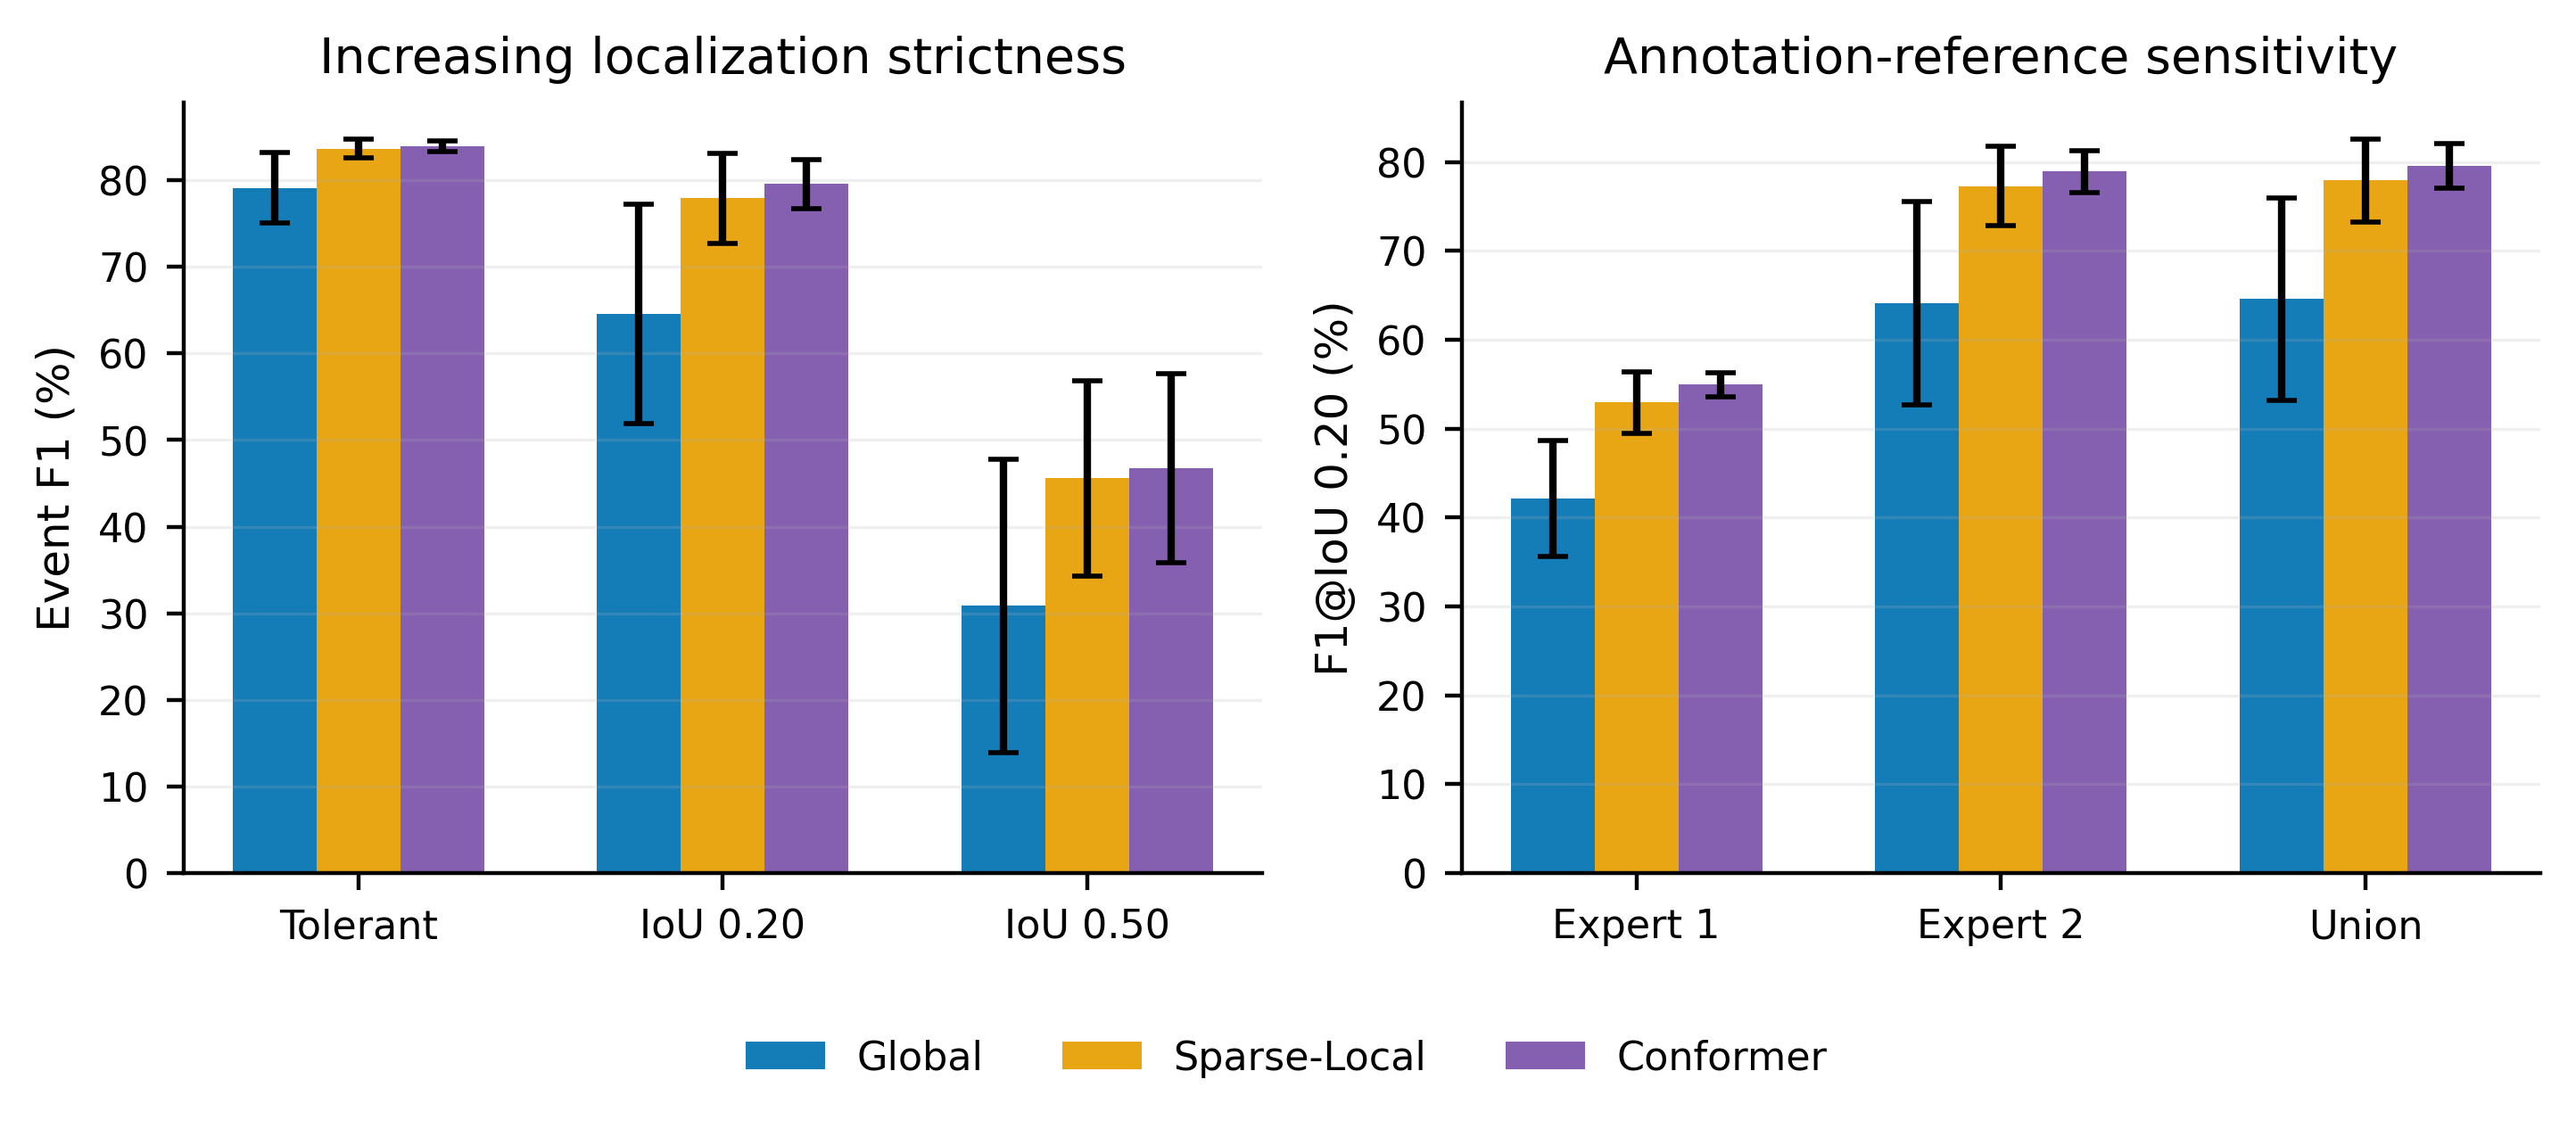 Increasing localization strictness
Event F1 (%)
80
70
60
50
40
30
20
10
0
Tolerant IoU 0.20 IoU 0.50
Annotation-reference sensitivity
F1@IoU 0.20 (%)
80
70
60
50
40
30
20
10
0
Expert 1 Expert 2 Union
Global Sparse-Local Conformer